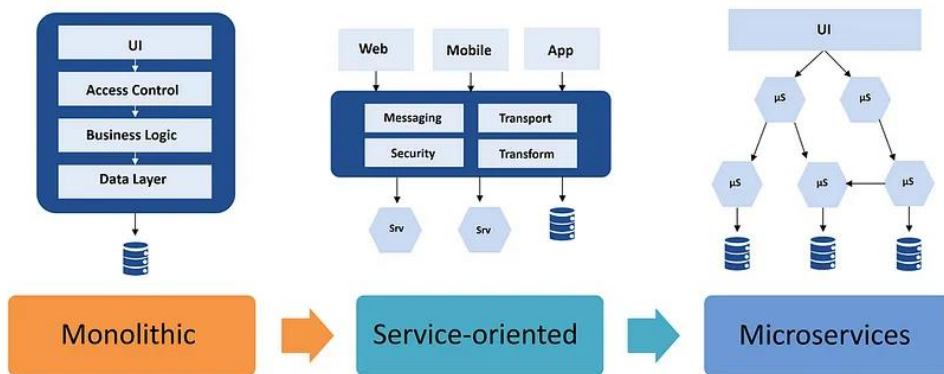 UI
Access Control
Business Logic
Data Layer
Monolithic
Web
Mobile
App
Messaging
Transport
Security
Transform
Srv
Srv
Service-oriented
UI
µS
µS
µS
µS
µS
Microservices